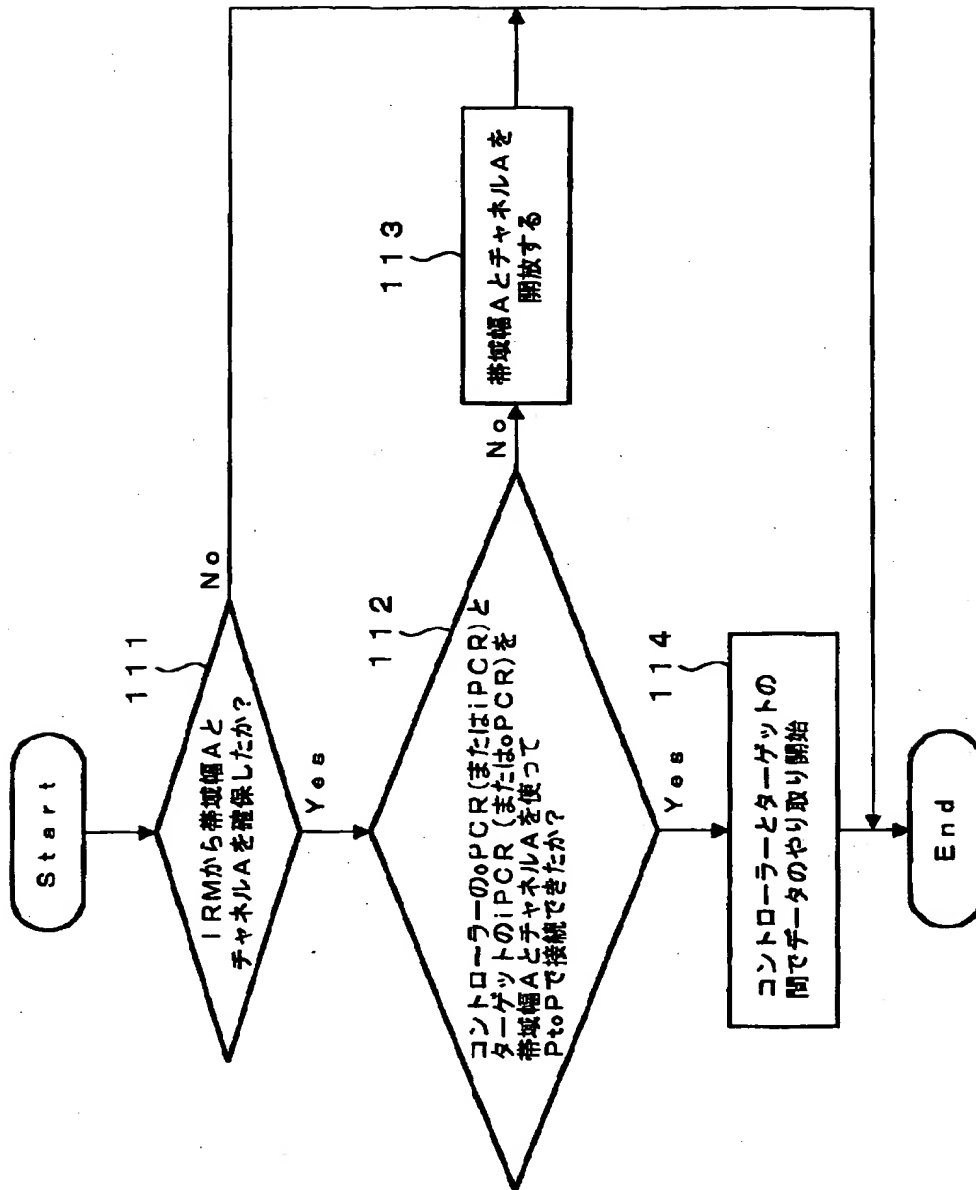 Start
111
IRMから帯域幅Aと
チャネルAを確保したか?
No
Yes
112
コントローラーのoPCR(またはiPCR)と
ターゲットのiPCR(またはoPCR)を
帯域幅AとチャネルAを使って
PtoPで接続できたか?
No
113
帯域幅AとチャネルAを
開放する
Yes
114
コントローラーとターゲットの
間でデータのやり取り開始
End